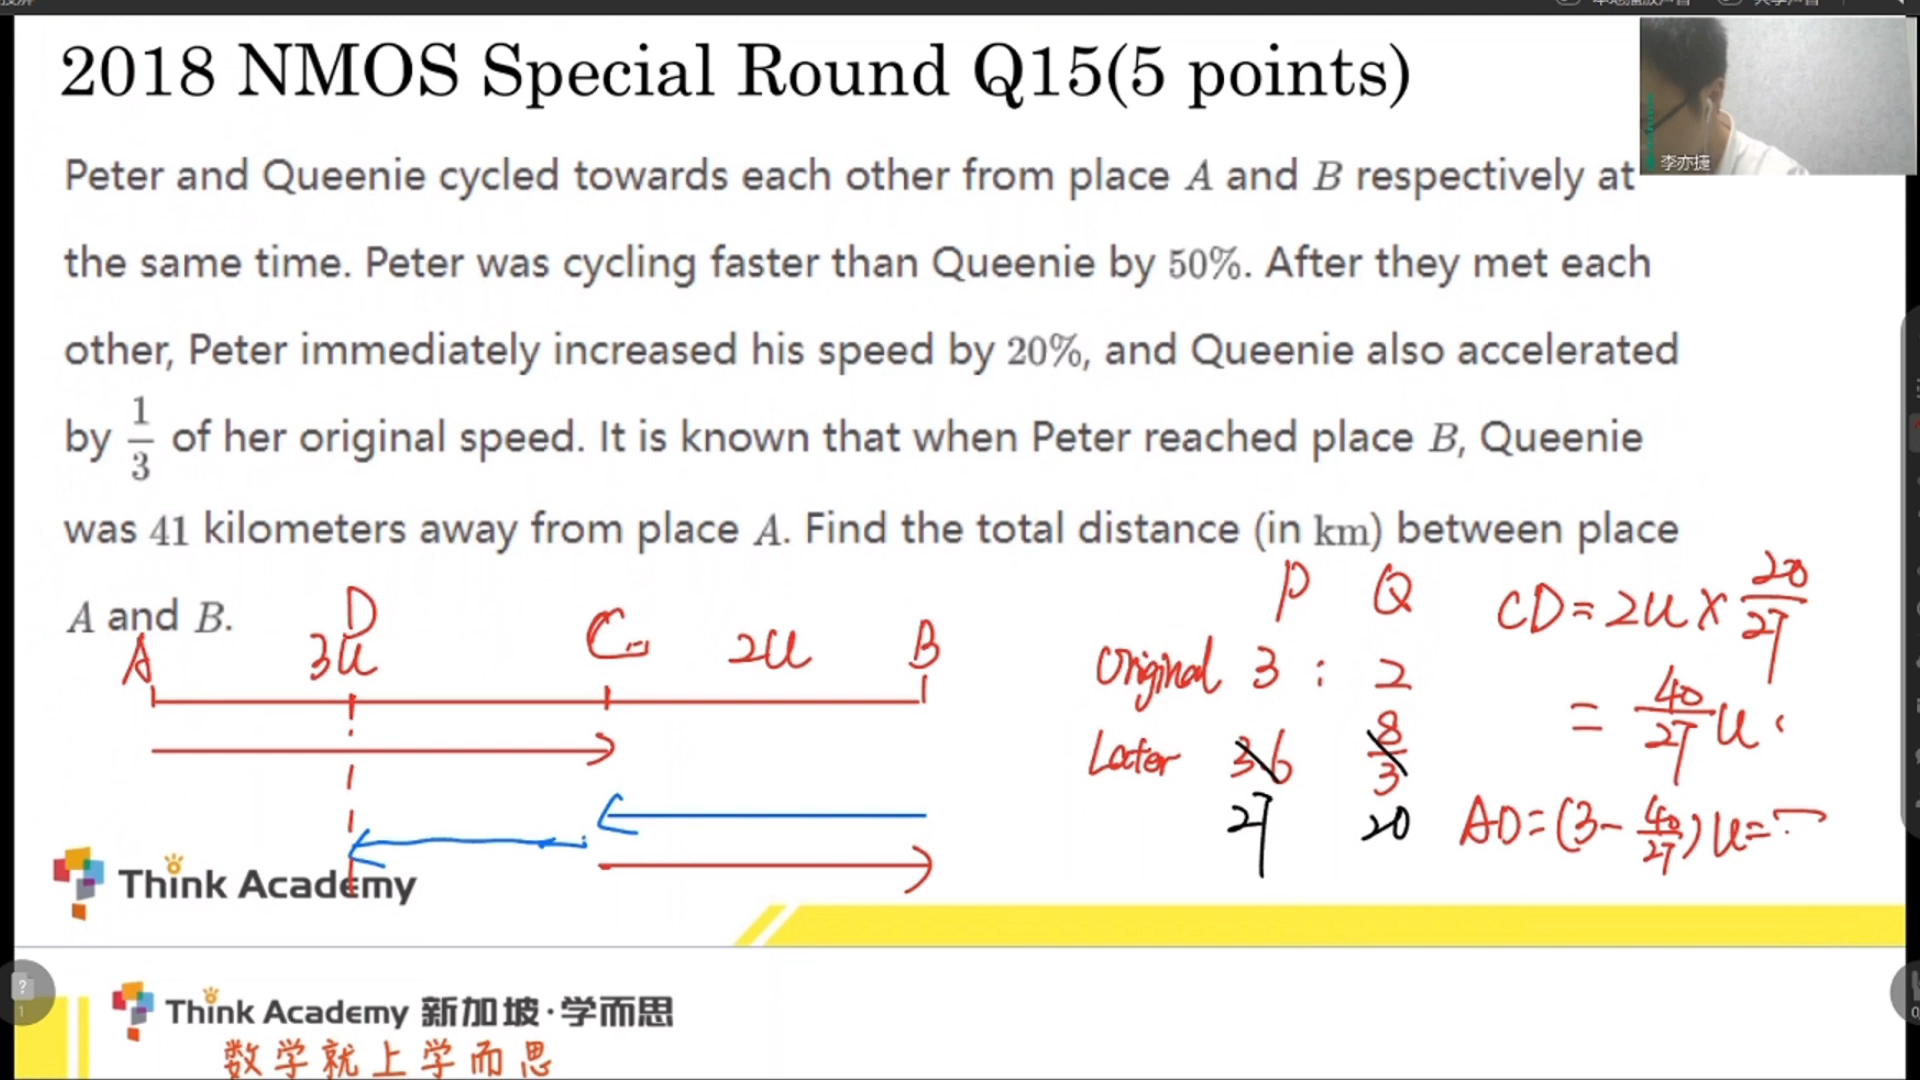 2018 NMOS Special Round Q15(5 points)
李亦捷
Peter and Queenie cycled towards each other from place A and B respectively at
the same time. Peter was cycling faster than Queenie by 50%. After they met each
other, Peter immediately increased his speed by 20%, and Queenie also accelerated
by 1/3 of her original speed. It is known that when Peter reached place B, Queenie
was 41 kilometers away from place A. Find the total distance (in km) between place
A and B.
A 3u D C 2u B
P Q
Original 3 : 2
Later 3.6 8/3
27 20
CD = 2u × 20/27
= 40/27 u
AD = (3 - 40/27) u = ?
Think Academy
Think Academy 新加坡·学而思
数学就上学而思